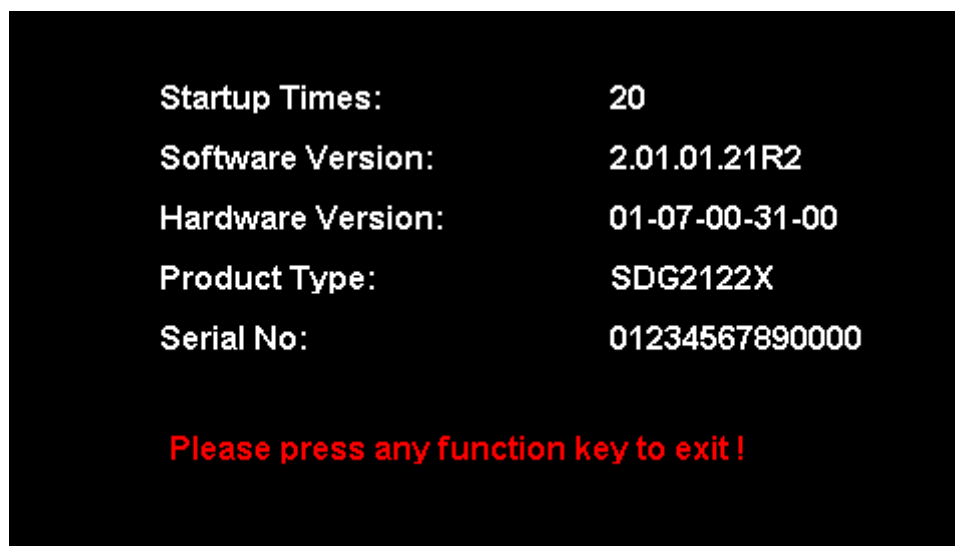 Startup Times: 20
Software Version: 2.01.01.21R2
Hardware Version: 01-07-00-31-00
Product Type: SDG2122X
Serial No: 01234567890000
Please press any function key to exit !